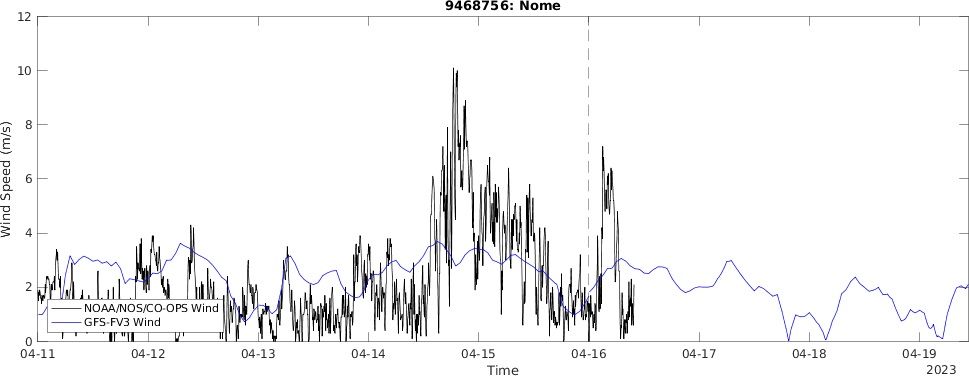 9468756: Nome
12
10
8
6
4
2
0
Wind Speed (m/s)
NOAA/NOS/CO-OPS Wind
GFS-FV3 Wind
04-11 04-12 04-13 04-14 04-15 04-16 04-17 04-18 04-19
Time
2023